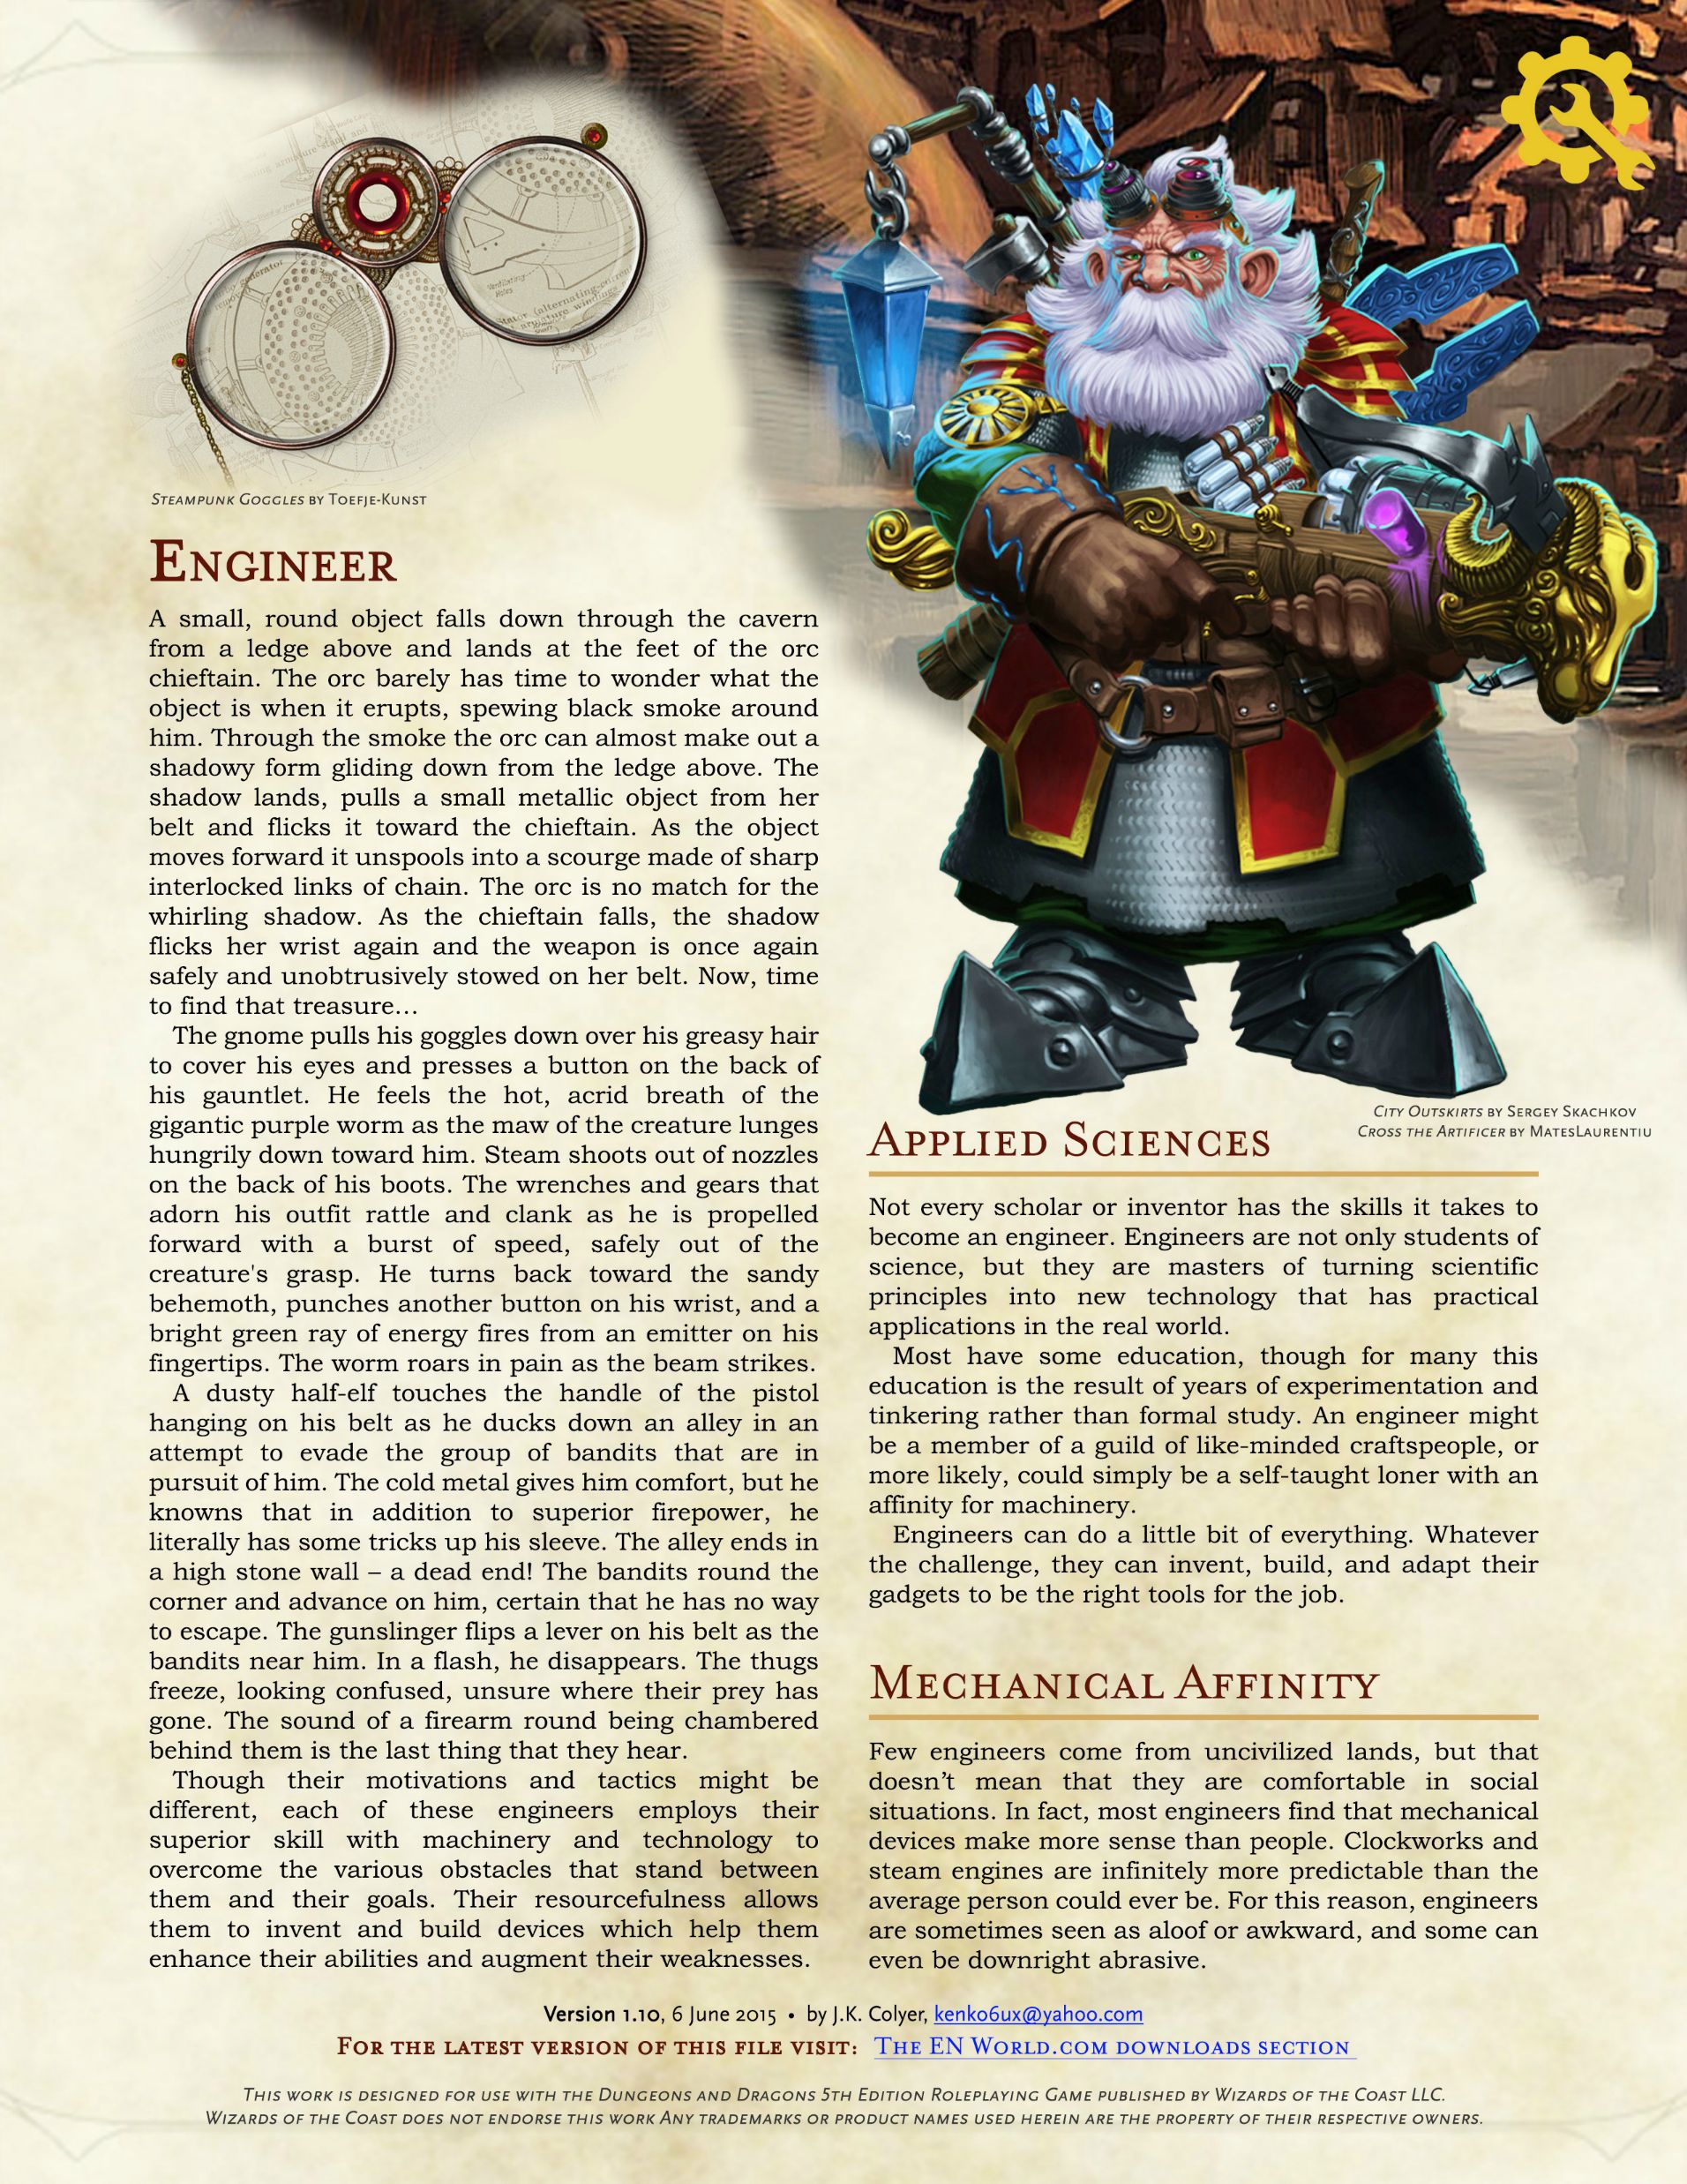 STEAMPUNK GOGGLES BY TOEFJE-KUNST
ENGINEER
A small, round object falls down through the cavern
from a ledge above and lands at the feet of the orc
chieftain. The orc barely has time to wonder what the
object is when it erupts, spewing black smoke around
him. Through the smoke the orc can almost make out a
shadowy form gliding down from the ledge above. The
shadow lands, pulls a small metallic object from her
belt and flicks it toward the chieftain. As the object
moves forward it unspools into a scourge made of sharp
interlocked links of chain. The orc is no match for the
whirling shadow. As the chieftain falls, the shadow
flicks her wrist again and the weapon is once again
safely and unobtrusively stowed on her belt. Now, time
to find that treasure…
The gnome pulls his goggles down over his greasy hair
to cover his eyes and presses a button on the back of
his gauntlet. He feels the hot, acrid breath of the
gigantic purple worm as the maw of the creature lunges
hungrily down toward him. Steam shoots out of nozzles
on the back of his boots. The wrenches and gears that
adorn his outfit rattle and clank as he is propelled
forward with a burst of speed, safely out of the
creature's grasp. He turns back toward the sandy
behemoth, punches another button on his wrist, and a
bright green ray of energy fires from an emitter on his
fingertips. The worm roars in pain as the beam strikes.
A dusty half-elf touches the handle of the pistol
hanging on his belt as he ducks down an alley in an
attempt to evade the group of bandits that are in
pursuit of him. The cold metal gives him comfort, but he
knowns that in addition to superior firepower, he
literally has some tricks up his sleeve. The alley ends in
a high stone wall – a dead end! The bandits round the
corner and advance on him, certain that he has no way
to escape. The gunslinger flips a lever on his belt as the
bandits near him. In a flash, he disappears. The thugs
freeze, looking confused, unsure where their prey has
gone. The sound of a firearm round being chambered
behind them is the last thing that they hear.
Though their motivations and tactics might be
different, each of these engineers employs their
superior skill with machinery and technology to
overcome the various obstacles that stand between
them and their goals. Their resourcefulness allows
them to invent and build devices which help them
enhance their abilities and augment their weaknesses.
CITY OUTSKIRTS BY SERGEY SKACHKOV
CROSS THE ARTIFICER BY MATESLAURENTIU
APPLIED SCIENCES
Not every scholar or inventor has the skills it takes to
become an engineer. Engineers are not only students of
science, but they are masters of turning scientific
principles into new technology that has practical
applications in the real world.
Most have some education, though for many this
education is the result of years of experimentation and
tinkering rather than formal study. An engineer might
be a member of a guild of like-minded craftspeople, or
more likely, could simply be a self-taught loner with an
affinity for machinery.
Engineers can do a little bit of everything. Whatever
the challenge, they can invent, build, and adapt their
gadgets to be the right tools for the job.
MECHANICAL AFFINITY
Few engineers come from uncivilized lands, but that
doesn’t mean that they are comfortable in social
situations. In fact, most engineers find that mechanical
devices make more sense than people. Clockworks and
steam engines are infinitely more predictable than the
average person could ever be. For this reason, engineers
are sometimes seen as aloof or awkward, and some can
even be downright abrasive.
Version 1.10, 6 June 2015 • by J.K. Colyer, kenko6ux@yahoo.com
FOR THE LATEST VERSION OF THIS FILE VISIT: THE EN WORLD.COM DOWNLOADS SECTION
THIS WORK IS DESIGNED FOR USE WITH THE DUNGEONS AND DRAGONS 5TH EDITION ROLEPLAYING GAME PUBLISHED BY WIZARDS OF THE COAST LLC.
WIZARDS OF THE COAST DOES NOT ENDORSE THIS WORK ANY TRADEMARKS OR PRODUCT NAMES USED HEREIN ARE THE PROPERTY OF THEIR RESPECTIVE OWNERS.